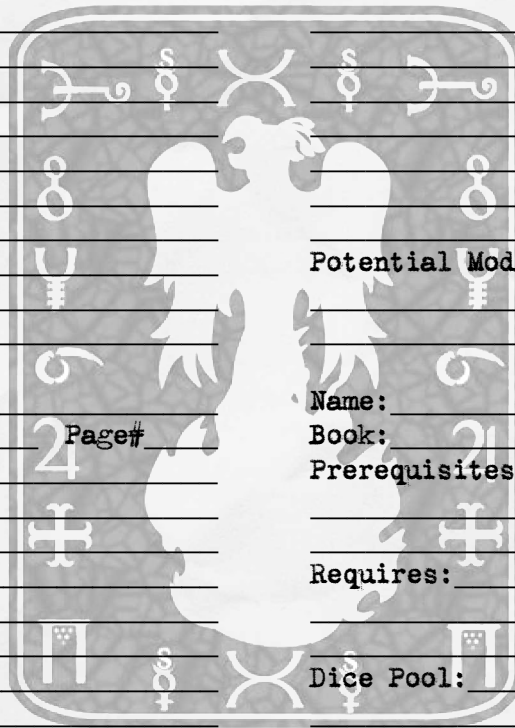 Potential Mod
Name:
Page#
Book:
Prerequisites
Requires:
Dice Pool: